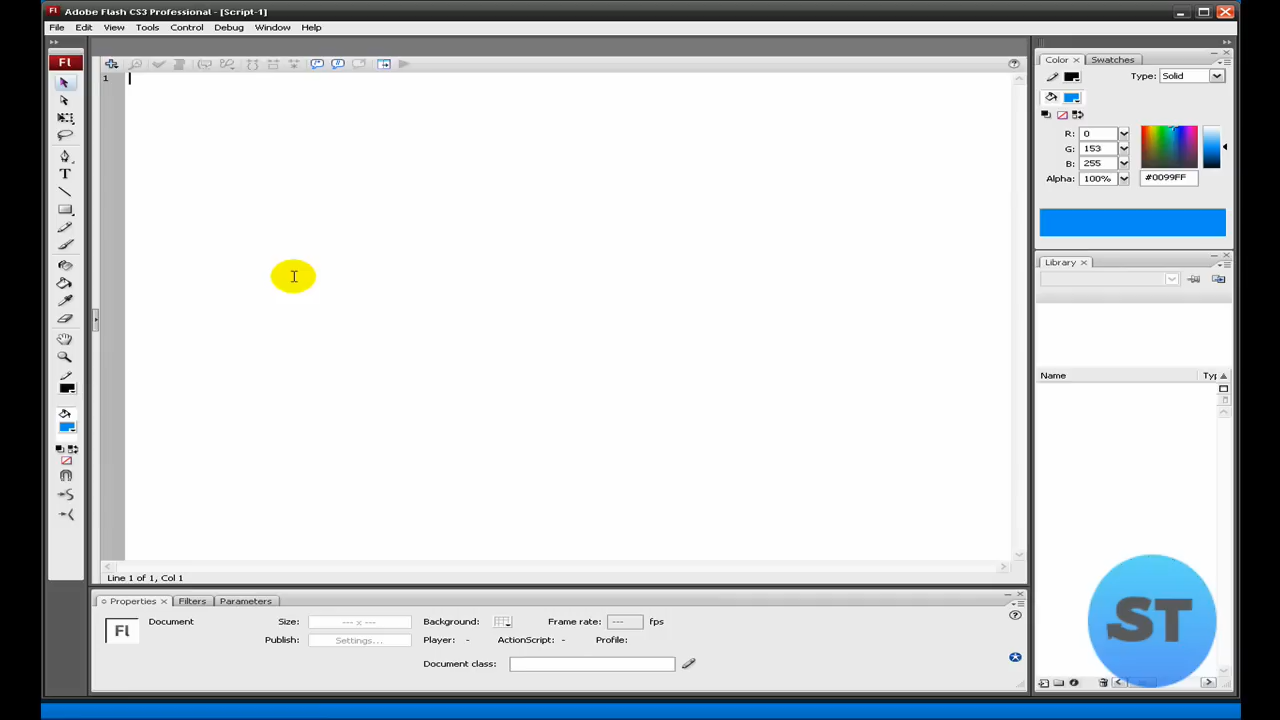 Fl Adobe Flash CS3 Professional - [Script-1]
File Edit View Tools Control Debug Window Help
Fl
1
Color × Swatches
Type: Solid
R: 0
G: 153
B: 255
Alpha: 100% #0099FF
Library ×
Name Typ
Line 1 of 1, Col 1
Properties × Filters Parameters
Fl Document Size: --- x --- Background: Frame rate: --- fps
Publish: Settings... Player: - ActionScript: - Profile:
Document class:
ST